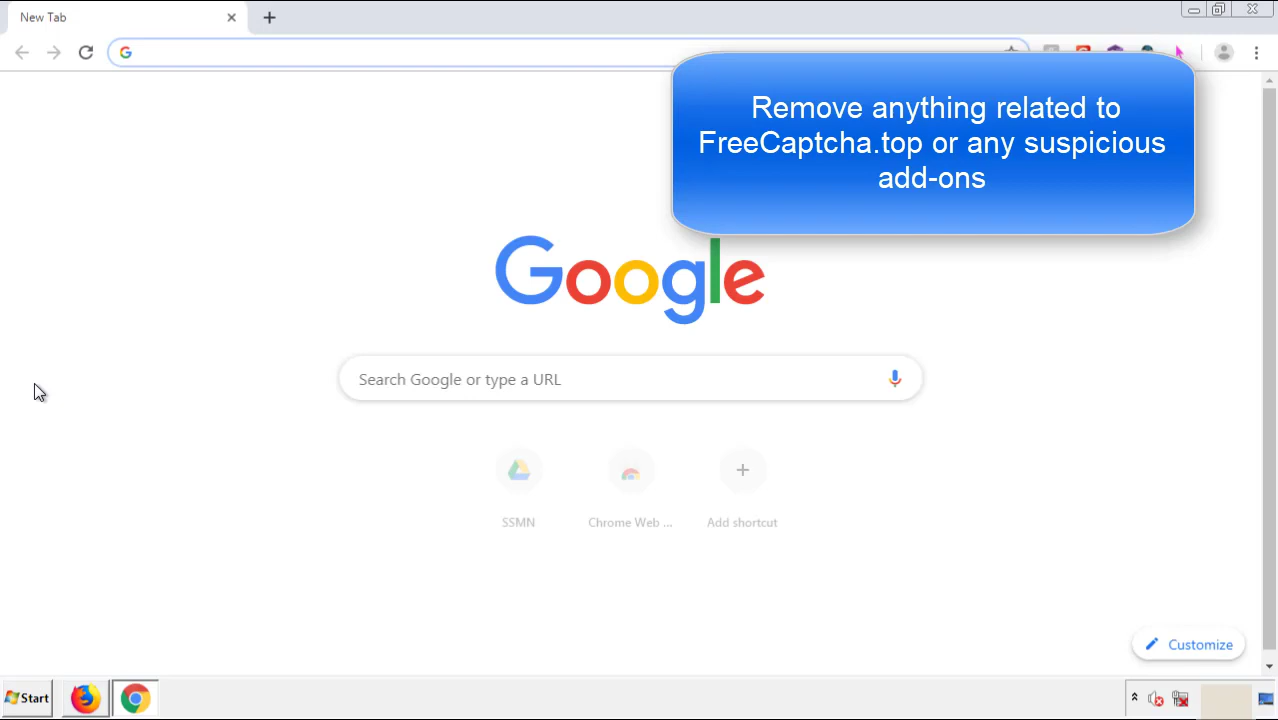 New Tab
Remove anything related to
FreeCaptcha.top or any suspicious
add-ons
Google
Search Google or type a URL
SSMN
Chrome Web ...
Add shortcut
Customize
Start